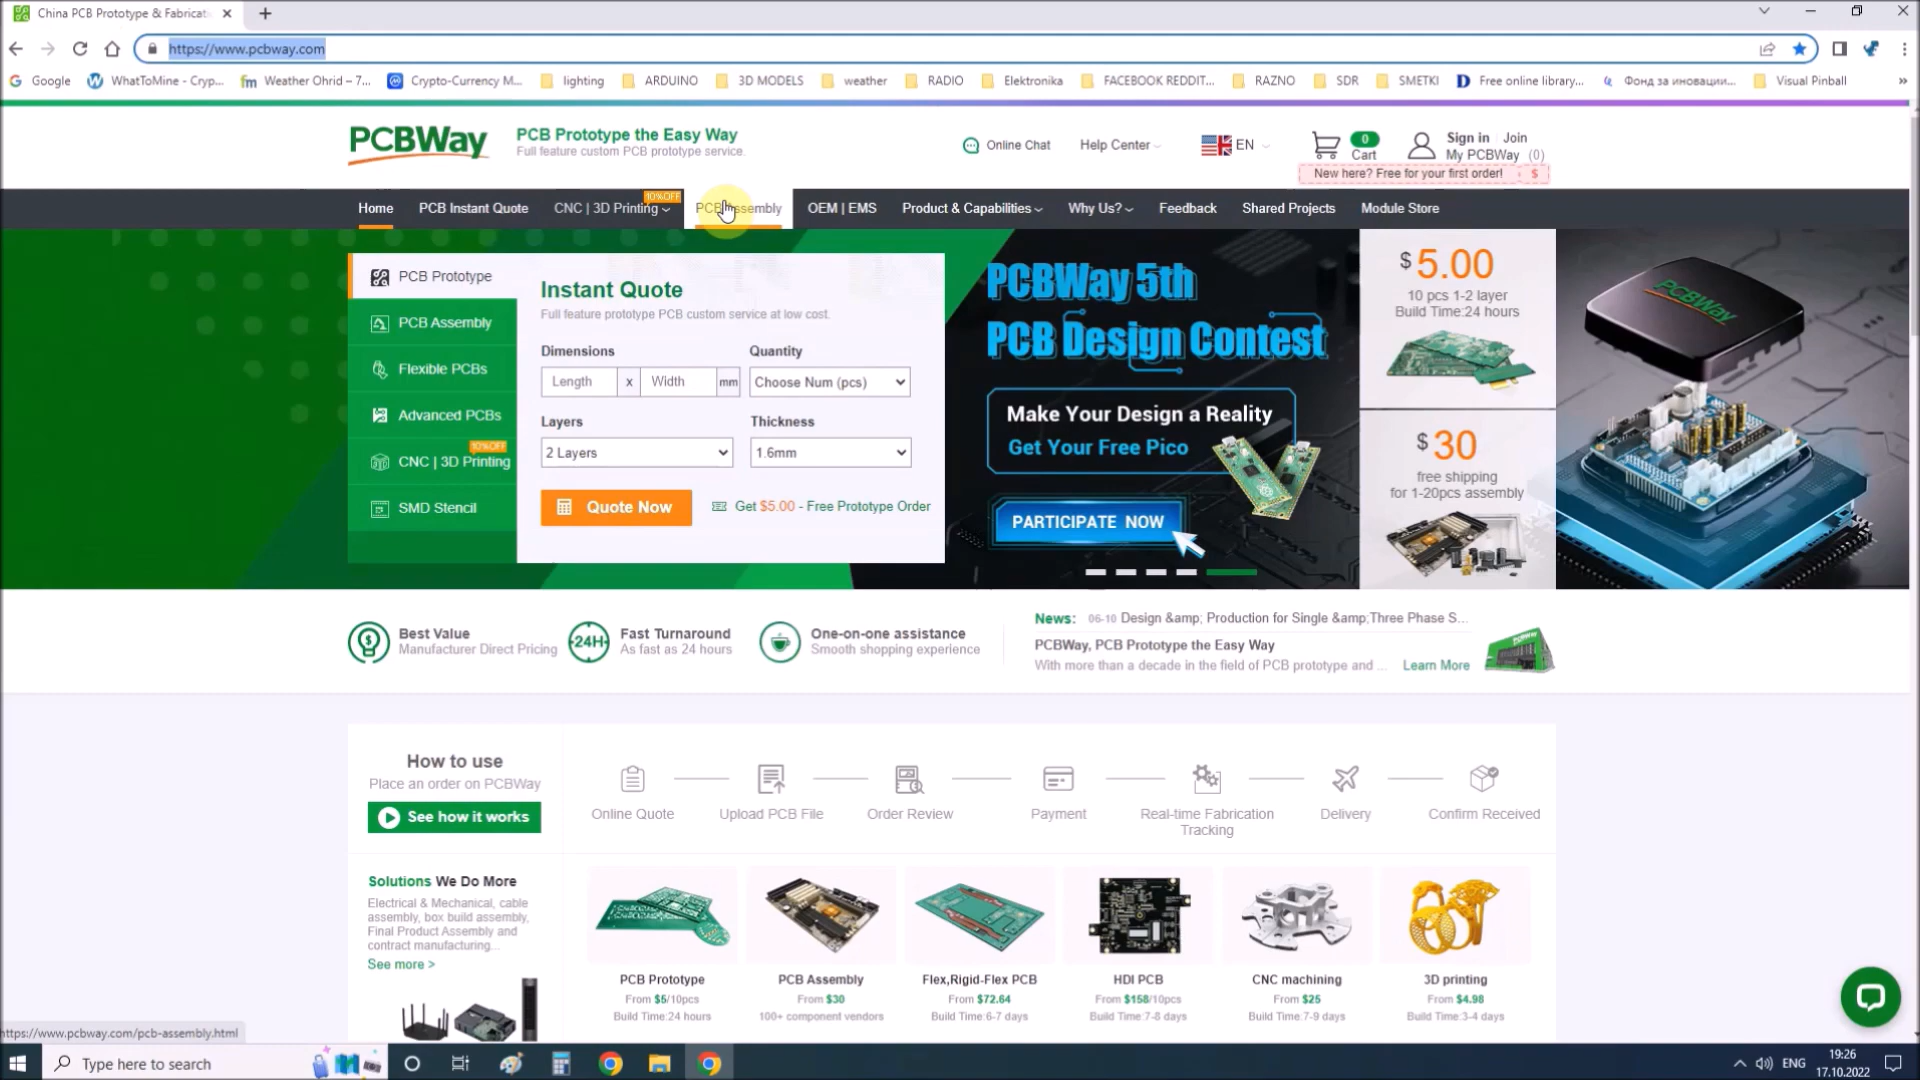 China PCB Prototype & Fabricati
https://www.pcbway.com
Google
WhatToMine - Cryp...
Weather Ohrid – 7...
Crypto-Currency M...
lighting
ARDUINO
3D MODELS
weather
RADIO
Elektronika
FACEBOOK REDDIT...
RAZNO
SDR
SMETKI
Free online library...
Фонд за иновации...
Visual Pinball
PCBWay
PCB Prototype the Easy Way
Full feature custom PCB prototype service.
Online Chat
Help Center
EN
0
Cart
Sign in Join
My PCBWay (0)
New here? Free for your first order!
$
10%OFF
Home
PCB Instant Quote
CNC | 3D Printing
PCB Assembly
OEM | EMS
Product & Capabilities
Why Us?
Feedback
Shared Projects
Module Store
PCB Prototype
PCB Assembly
Flexible PCBs
Advanced PCBs
10%OFF
CNC | 3D Printing
SMD Stencil
Instant Quote
Full feature prototype PCB custom service at low cost.
Dimensions
Quantity
Length x Width mm
Choose Num (pcs)
Layers
Thickness
2 Layers
1.6mm
Quote Now
Get $5.00 - Free Prototype Order
PCBWay 5th
PCB Design Contest
Make Your Design a Reality
Get Your Free Pico
PARTICIPATE NOW
$5.00
10 pcs 1-2 layer
Build Time:24 hours
$30
free shipping
for 1-20pcs assembly
PCBWay
Best Value
Manufacturer Direct Pricing
24H
Fast Turnaround
As fast as 24 hours
One-on-one assistance
Smooth shopping experience
News: 06-10 Design &amp; Production for Single &amp;Three Phase S...
PCBWay, PCB Prototype the Easy Way
With more than a decade in the field of PCB prototype and ... Learn More
How to use
Place an order on PCBWay
See how it works
Online Quote
Upload PCB File
Order Review
Payment
Real-time Fabrication
Tracking
Delivery
Confirm Received
Solutions We Do More
Electrical & Mechanical, cable
assembly, box build assembly,
Final Product Assembly and
contract manufacturing...
See more >
PCB Prototype
From $5/10pcs
Build Time:24 hours
PCB Assembly
From $30
100+ component vendors
Flex,Rigid-Flex PCB
From $72.64
Build Time:6-7 days
HDI PCB
From $158/10pcs
Build Time:7-8 days
CNC machining
From $25
Build Time:7-9 days
3D printing
From $4.98
Build Time:3-4 days
https://www.pcbway.com/pcb-assembly.html
Type here to search
ENG
19:26
17.10.2022